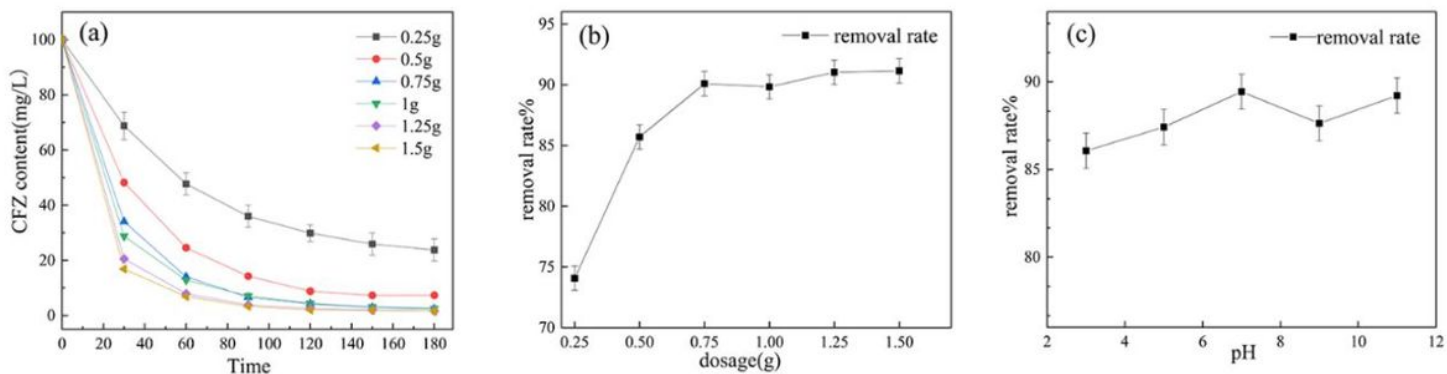 (a)
100
80
60
40
20
0
CFZ content(mg/L)
0.25g
0.5g
0.75g
1g
1.25g
1.5g
0 20 40 60 80 100 120 140 160 180
Time
(b)
95
90
85
80
75
70
removal rate%
removal rate
0.25 0.50 0.75 1.00 1.25 1.50
dosage(g)
(c)
90
85
80
removal rate%
removal rate
2 4 6 8 10 12
pH